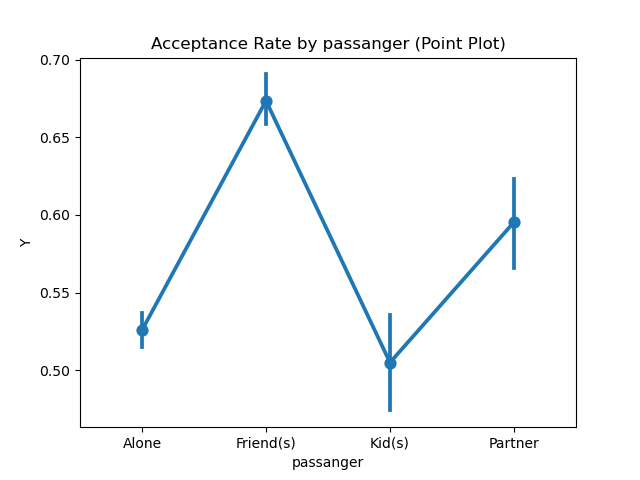 Acceptance Rate by passanger (Point Plot)
0.70
0.65
0.60
0.55
0.50
Y
Alone Friend(s) Kid(s) Partner
passanger